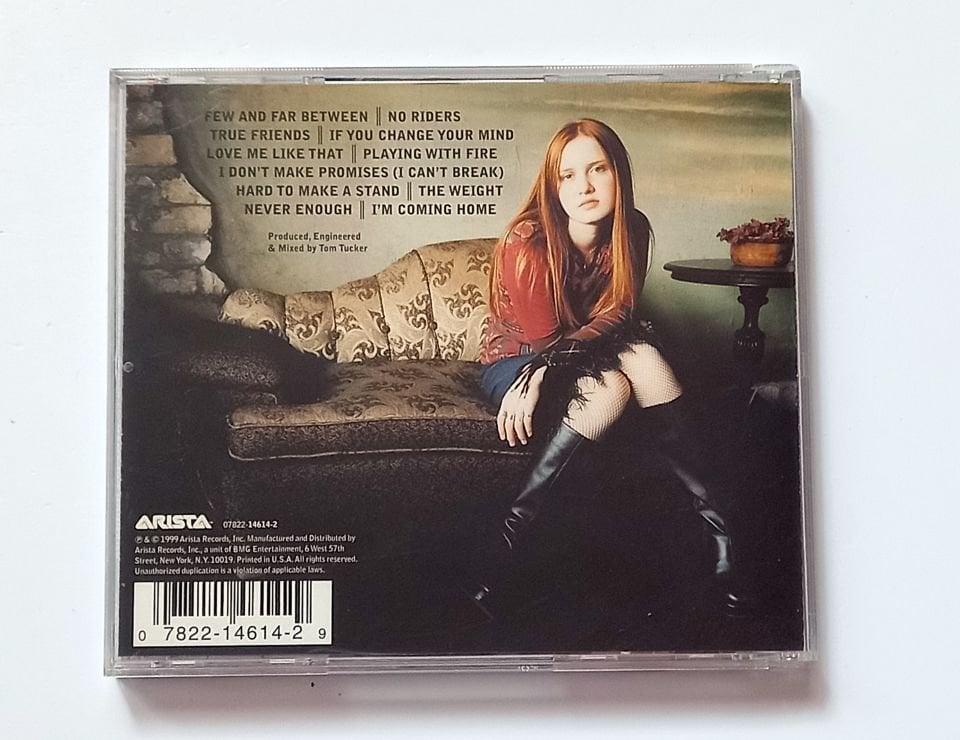 FEW AND FAR BETWEEN ‖ NO RIDERS
TRUE FRIENDS ‖ IF YOU CHANGE YOUR MIND
LOVE ME LIKE THAT ‖ PLAYING WITH FIRE
I DON'T MAKE PROMISES (I CAN'T BREAK)
HARD TO MAKE A STAND ‖ THE WEIGHT
NEVER ENOUGH ‖ I'M COMING HOME
Produced, Engineered
& Mixed by Tom Tucker
ARISTA 07822-14614-2
℗ & © 1999 Arista Records, Inc. Manufactured and Distributed by
Arista Records, Inc., a unit of BMG Entertainment, 6 West 57th
Street, New York, N.Y. 10019. Printed in U.S.A. All rights reserved.
Unauthorized duplication is a violation of applicable laws.
0 7822-14614-2 9